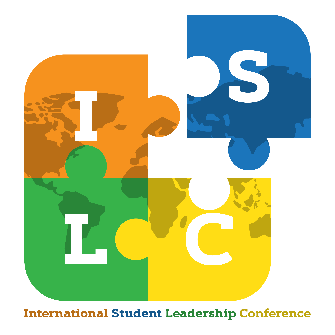 I S
L C
International Student Leadership Conference